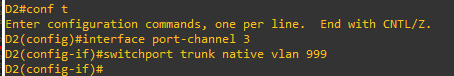 D2#conf t
Enter configuration commands, one per line.  End with CNTL/Z.
D2(config)#interface port-channel 3
D2(config-if)#switchport trunk native vlan 999
D2(config-if)#